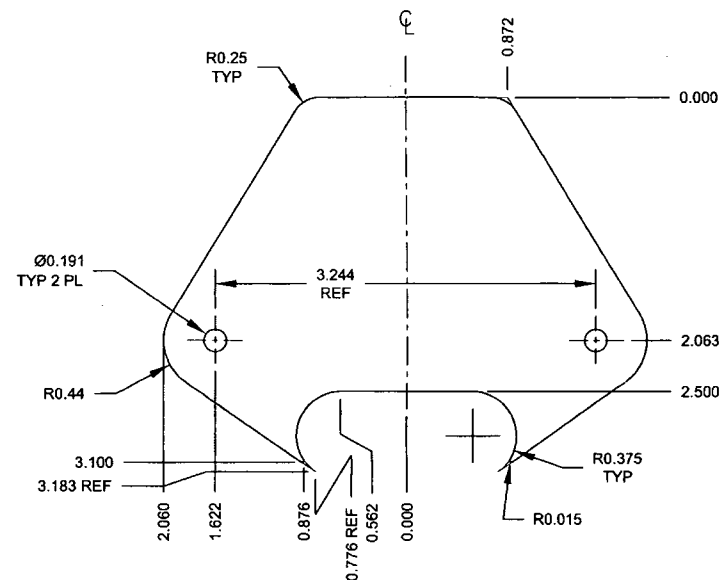 ℄
0.872
R0.25
TYP
0.000
Ø0.191
TYP 2 PL
3.244
REF
2.063
R0.44
2.500
3.100
3.183 REF
R0.375
TYP
R0.015
2.060
1.622
0.876
0.776 REF
0.562
0.000